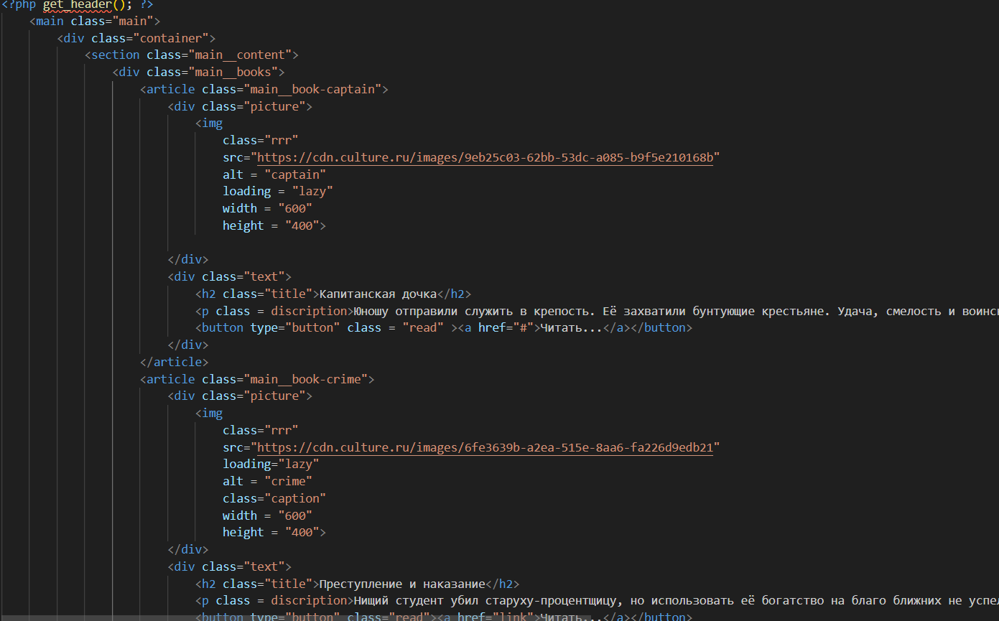 <?php get_header(); ?>
<main class="main">
<div class="container">
<section class="main__content">
<div class="main__books">
<article class="main__book-captain">
<div class="picture">
<img
class="rrr"
src="https://cdn.culture.ru/images/9eb25c03-62bb-53dc-a085-b9f5e210168b"
alt = "captain"
loading = "lazy"
width = "600"
height = "400">
</div>
<div class="text">
<h2 class="title">Капитанская дочка</h2>
<p class = discription>Юношу отправили служить в крепость. Её захватили бунтующие крестьяне. Удача, смелость и
<button type="button" class = "read" ><a href="#">Читать...</a></button>
</div>
</article>
<article class="main__book-crime">
<div class="picture">
<img
class="rrr"
src="https://cdn.culture.ru/images/6fe3639b-a2ea-515e-8aa6-fa226d9edb21"
loading="lazy"
alt = "crime"
class="caption"
width = "600"
height = "400">
</div>
<div class="text">
<h2 class="title">Преступление и наказание</h2>
<p class = discription>Нищий студент убил старуху-процентщицу, но использовать её богатство на благо ближних не
<button type="button" class="read"><a href="link">Читать...</a></button>